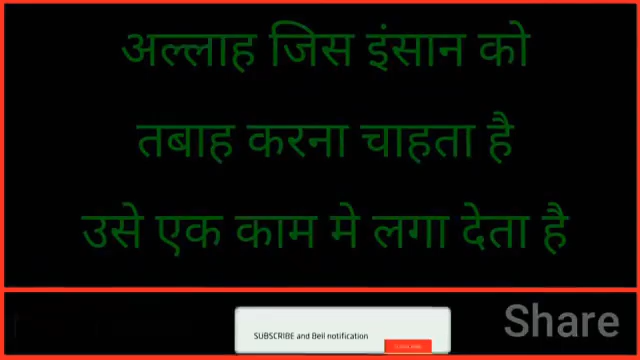 अल्लाह जिस इंसान को
तबाह करना चाहता है
उसे एक काम मे लगा देता है
SUBSCRIBE and Bell notification
Share